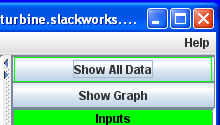 turbine.slackworks....
Help
Show All Data
Show Graph
Inputs